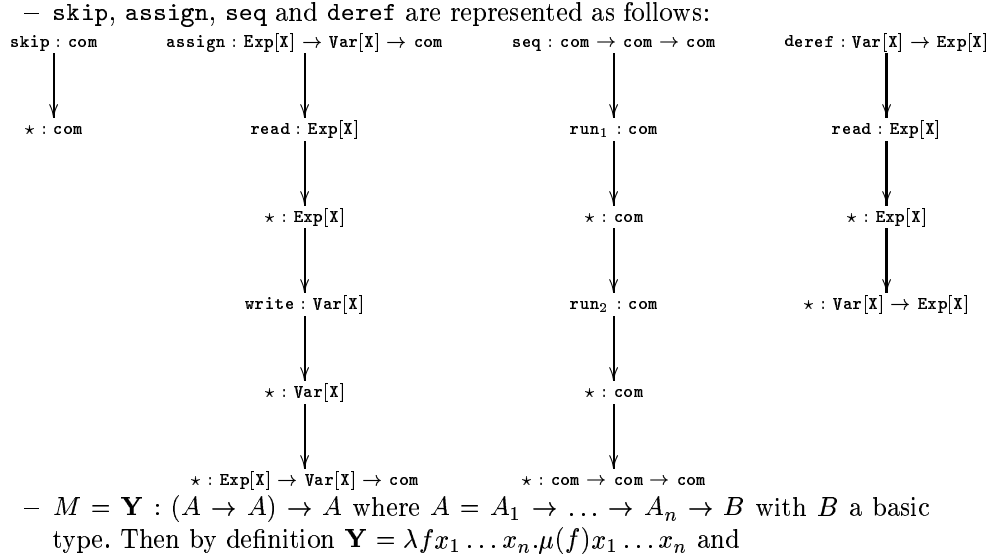 – skip, assign, seq and deref are represented as follows:
skip : com assign : Exp[X] → Var[X] → com seq : com → com → com deref : Var[X] → Exp[X]
⋆ : com read : Exp[X] run₁ : com read : Exp[X]
⋆ : Exp[X] ⋆ : com ⋆ : Exp[X]
write : Var[X] run₂ : com ⋆ : Var[X] → Exp[X]
⋆ : Var[X] ⋆ : com
⋆ : Exp[X] → Var[X] → com ⋆ : com → com → com
– M = Y : (A → A) → A where A = A₁ → … → Aₙ → B with B a basic
type. Then by definition Y = λfx₁ … xₙ.μ(f)x₁ … xₙ and